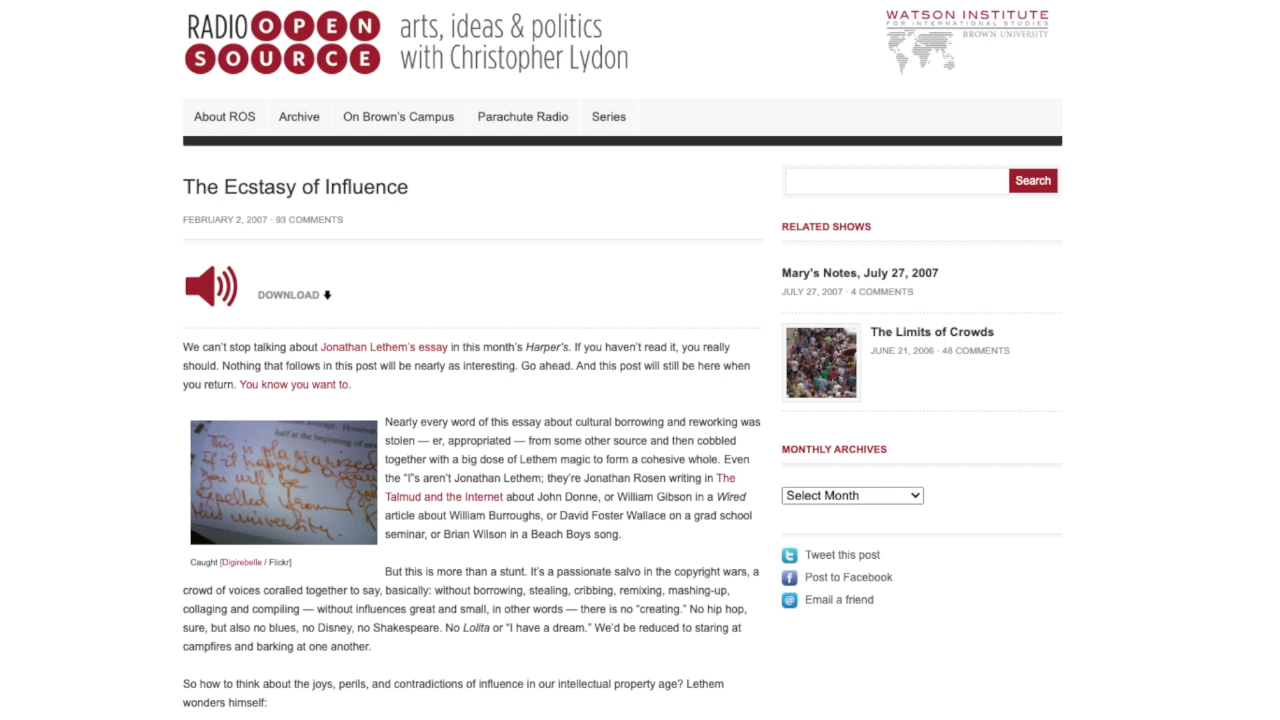 RADIO OPEN SOURCE
arts, ideas & politics
with Christopher Lydon
WATSON INSTITUTE
FOR INTERNATIONAL STUDIES
BROWN UNIVERSITY
About ROS
Archive
On Brown's Campus
Parachute Radio
Series
The Ecstasy of Influence
FEBRUARY 2, 2007 · 93 COMMENTS
DOWNLOAD
We can't stop talking about Jonathan Lethem's essay in this month's Harper's. If you haven't read it, you really
should. Nothing that follows in this post will be nearly as interesting. Go ahead. And this post will still be here when
you return. You know you want to.
average. However
half at the beginning of
This is plagiarized
If it happens again
you will be
expelled from
this university.
Caught [Digirebelle / Flickr]
Nearly every word of this essay about cultural borrowing and reworking was
stolen — er, appropriated — from some other source and then cobbled
together with a big dose of Lethem magic to form a cohesive whole. Even
the "I"s aren't Jonathan Lethem; they're Jonathan Rosen writing in The
Talmud and the Internet about John Donne, or William Gibson in a Wired
article about William Burroughs, or David Foster Wallace on a grad school
seminar, or Brian Wilson in a Beach Boys song.
But this is more than a stunt. It's a passionate salvo in the copyright wars, a
crowd of voices coralled together to say, basically: without borrowing, stealing, cribbing, remixing, mashing-up,
collaging and compiling — without influences great and small, in other words — there is no "creating." No hip hop,
sure, but also no blues, no Disney, no Shakespeare. No Lolita or "I have a dream." We'd be reduced to staring at
campfires and barking at one another.
So how to think about the joys, perils, and contradictions of influence in our intellectual property age? Lethem
wonders himself:
Search
RELATED SHOWS
Mary's Notes, July 27, 2007
JULY 27, 2007 · 4 COMMENTS
The Limits of Crowds
JUNE 21, 2006 · 48 COMMENTS
MONTHLY ARCHIVES
Select Month
Tweet this post
Post to Facebook
Email a friend